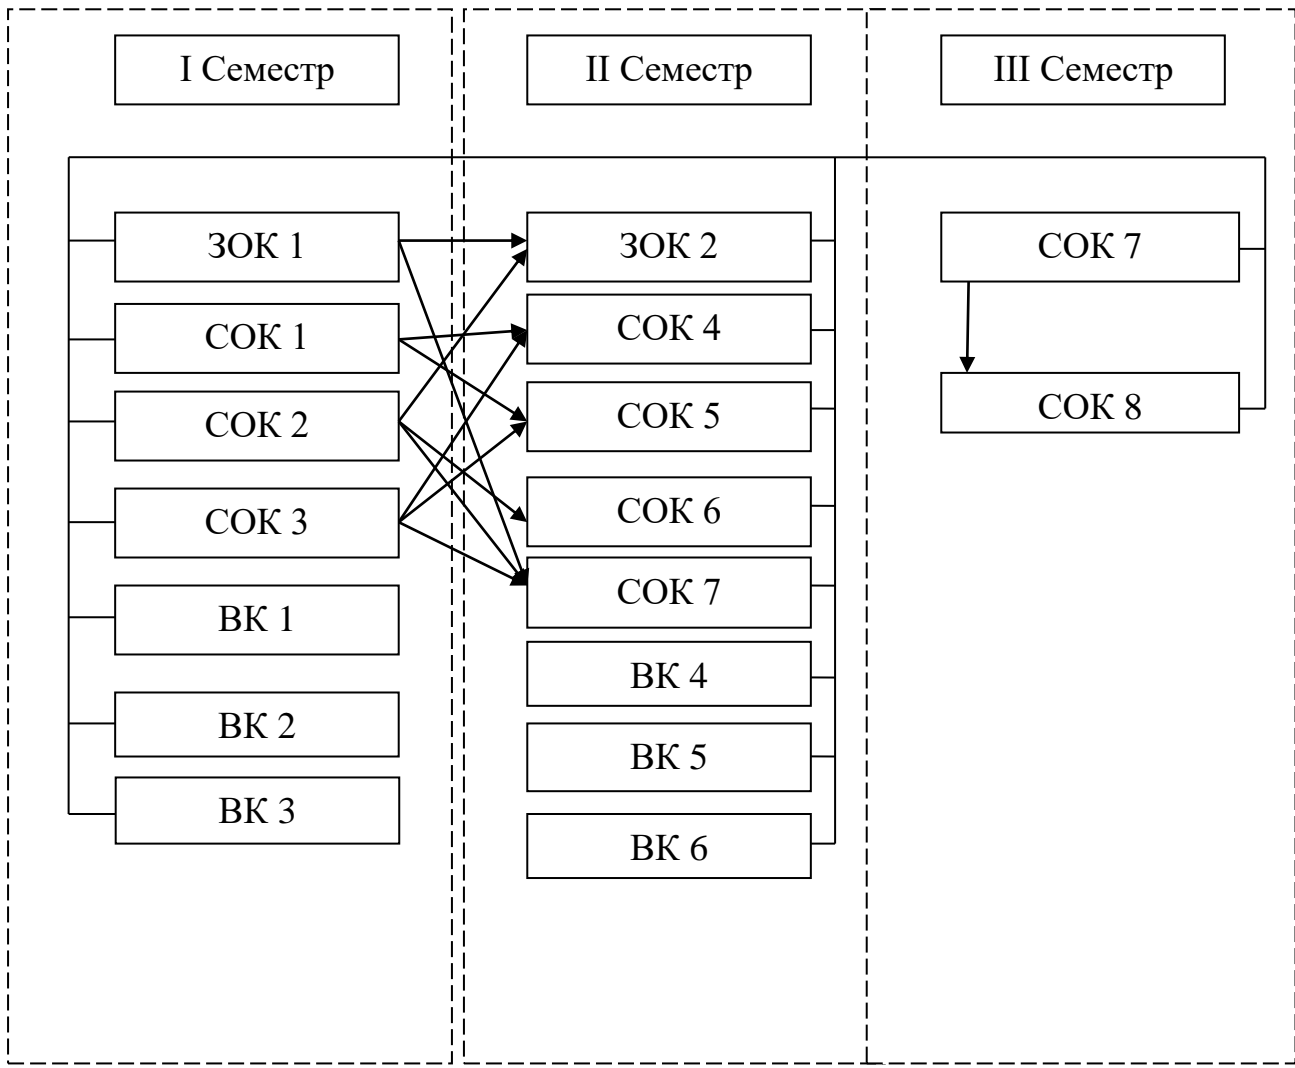 I Семестр
II Семестр
III Семестр
ЗОК 1
СОК 1
СОК 2
СОК 3
ВК 1
ВК 2
ВК 3
ЗОК 2
СОК 4
СОК 5
СОК 6
СОК 7
ВК 4
ВК 5
ВК 6
СОК 7
СОК 8